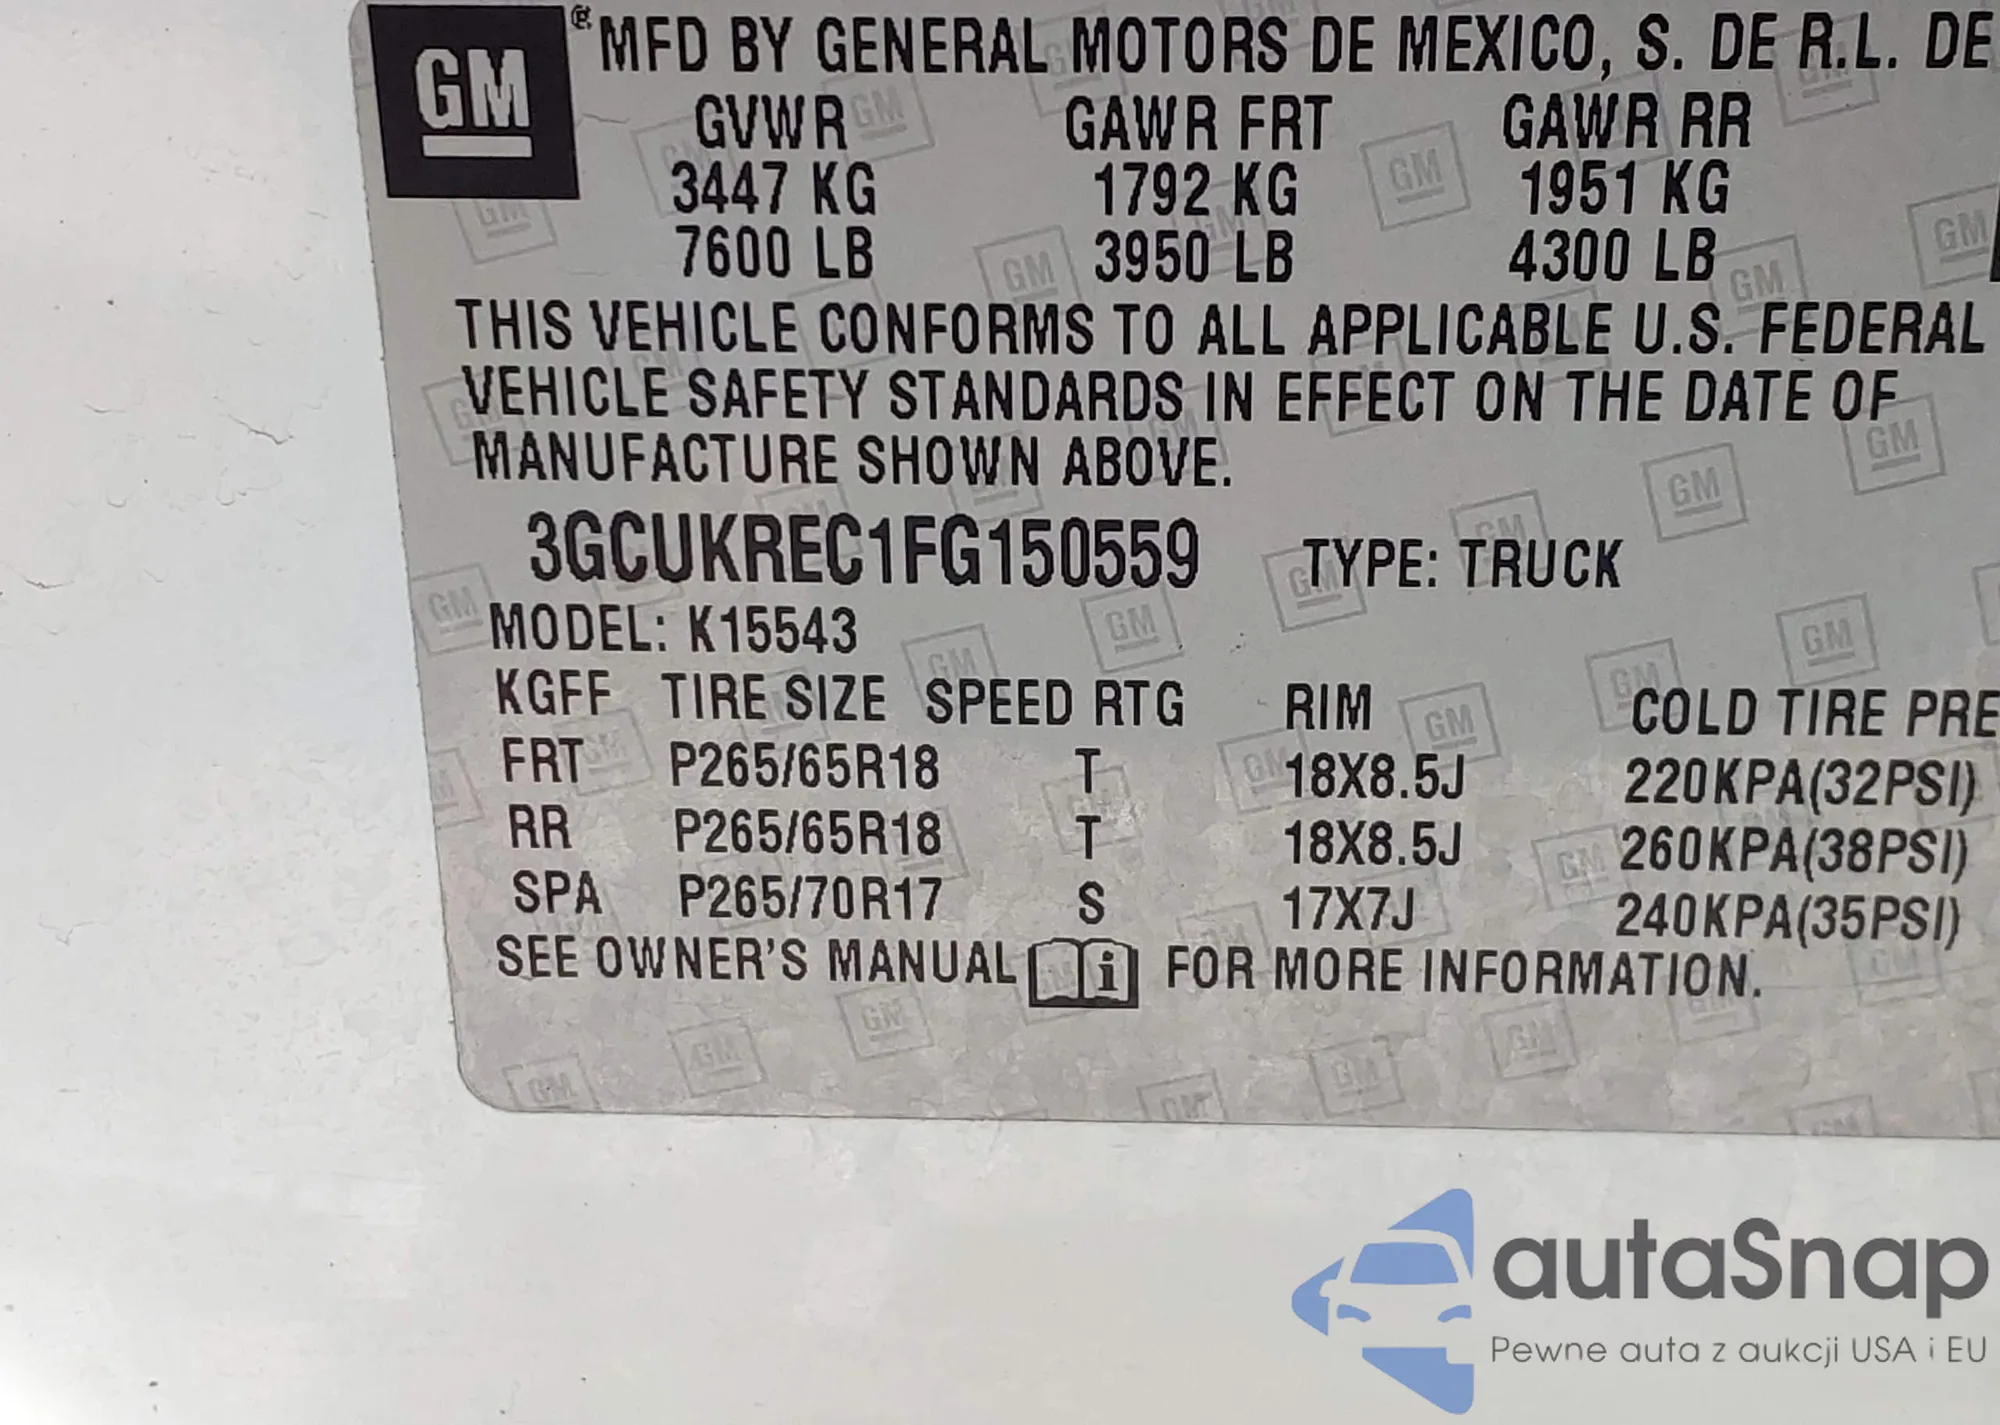 GM ® MFD BY GENERAL MOTORS DE MEXICO, S. DE R.L. DE
GVWR GAWR FRT GAWR RR
3447 KG 1792 KG 1951 KG
7600 LB 3950 LB 4300 LB
THIS VEHICLE CONFORMS TO ALL APPLICABLE U.S. FEDERAL
VEHICLE SAFETY STANDARDS IN EFFECT ON THE DATE OF
MANUFACTURE SHOWN ABOVE.
3GCUKREC1FG150559 TYPE: TRUCK
MODEL: K15543
KGFF TIRE SIZE SPEED RTG RIM COLD TIRE PRE
FRT P265/65R18 T 18X8.5J 220KPA(32PSI)
RR P265/65R18 T 18X8.5J 260KPA(38PSI)
SPA P265/70R17 S 17X7J 240KPA(35PSI)
SEE OWNER'S MANUAL i FOR MORE INFORMATION.
autaSnap
Pewne auta z aukcji USA i EU